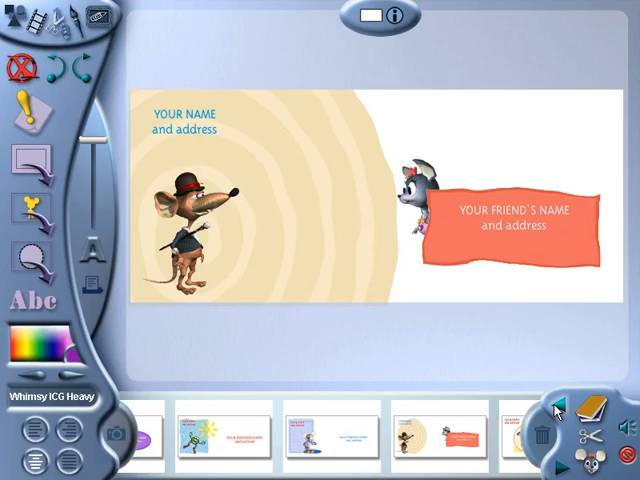 YOUR NAME
and address
YOUR FRIEND'S NAME
and address
A
Abc
Whimsy ICG Heavy